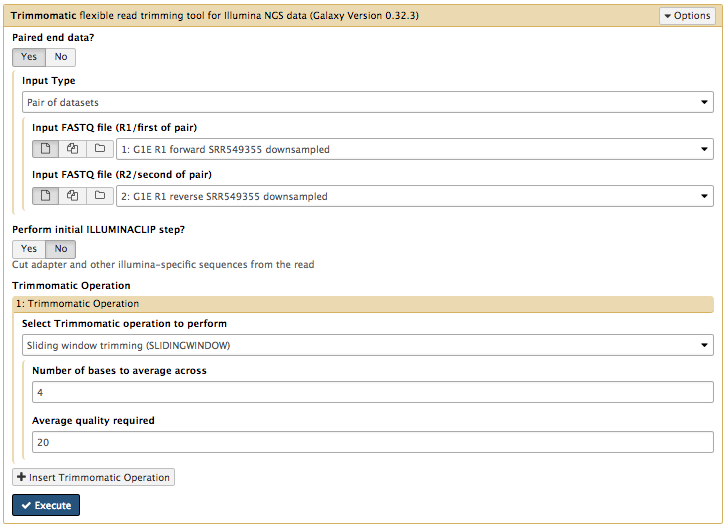 Trimmomatic flexible read trimming tool for Illumina NGS data (Galaxy Version 0.32.3)
Options
Paired end data?
Yes No
Input Type
Pair of datasets
Input FASTQ file (R1/first of pair)
1: G1E R1 forward SRR549355 downsampled
Input FASTQ file (R2/second of pair)
2: G1E R1 reverse SRR549355 downsampled
Perform initial ILLUMINACLIP step?
Yes No
Cut adapter and other illumina-specific sequences from the read
Trimmomatic Operation
1: Trimmomatic Operation
Select Trimmomatic operation to perform
Sliding window trimming (SLIDINGWINDOW)
Number of bases to average across
4
Average quality required
20
Insert Trimmomatic Operation
Execute